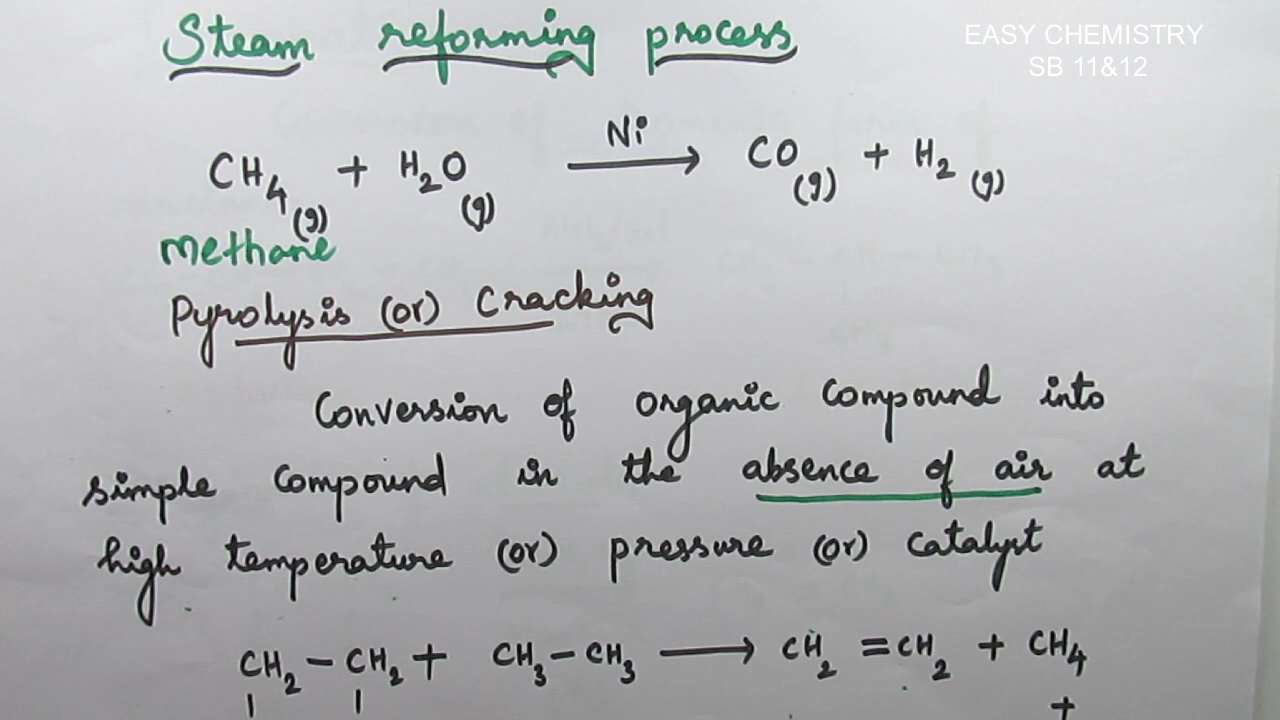 Steam reforming process
EASY CHEMISTRY
SB 11&12
Ni
CH4 (g) + H2O (g) ⟶ CO (g) + H2 (g)
Methane
Pyrolysis (or) Cracking
Conversion of organic compound into
simple compound in the absence of air at
high temperature (or) pressure (or) catalyst
CH2 – CH2 + CH3 – CH3 ⟶ CH2 = CH2 + CH4
+